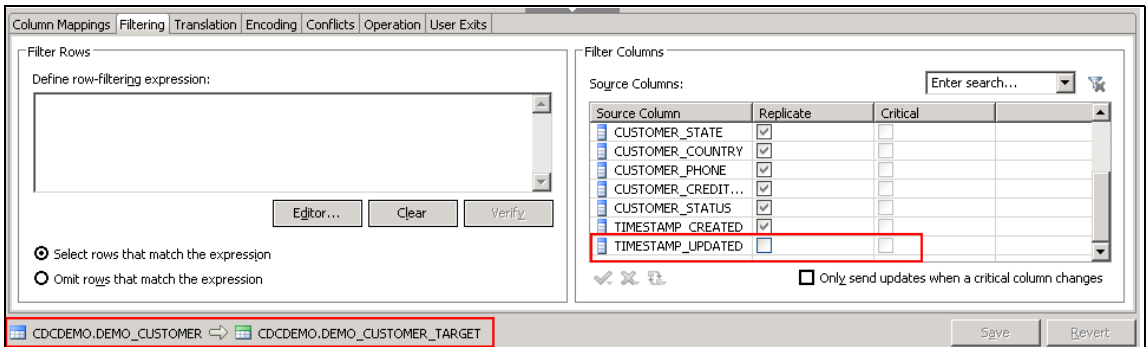 Column Mappings Filtering Translation Encoding Conflicts Operation User Exits
Filter Rows
Define row-filtering expression:
Editor... Clear Verify
Select rows that match the expression
Omit rows that match the expression
Filter Columns
Source Columns: Enter search...
Source Column Replicate Critical
CUSTOMER_STATE
CUSTOMER_COUNTRY
CUSTOMER_PHONE
CUSTOMER_CREDIT...
CUSTOMER_STATUS
TIMESTAMP_CREATED
TIMESTAMP_UPDATED
Only send updates when a critical column changes
CDCDEMO.DEMO_CUSTOMER CDCDEMO.DEMO_CUSTOMER_TARGET
Save Revert